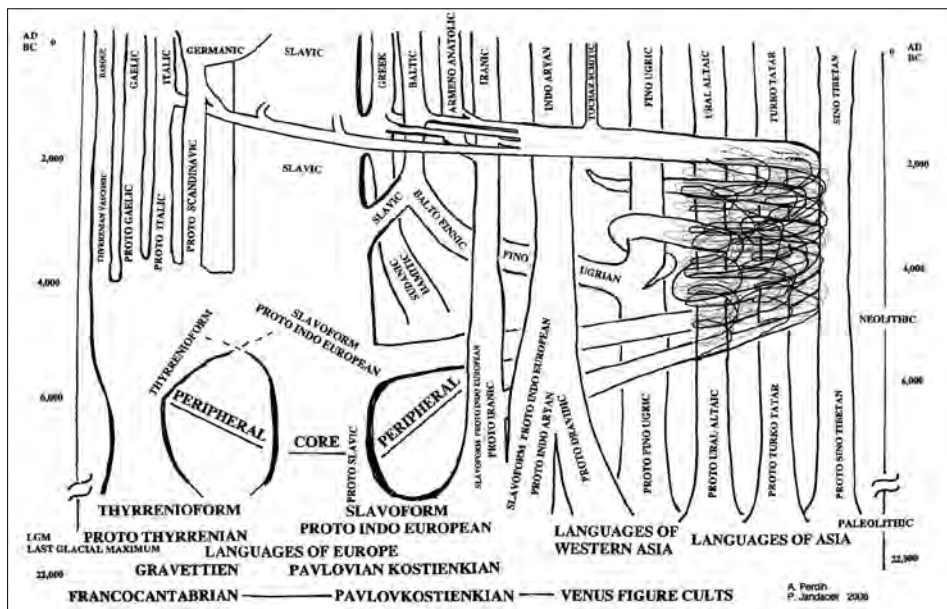 AD
BC
0
2,000
4,000
6,000
LGM
LAST GLACIAL MAXIMUM
22,000
BASQUE
GAELIC
ITALIC
GERMANIC
SLAVIC
GREEK
BALTIC
ARMENO ANATOLIC
IRANIC
INDO ARYAN
FINO UGRIC
URAL ALTAIC
TURKO TATAR
SINO TIBETAN
AD
BC
0
2,000
4,000
6,000
NEOLITHIC
PALEOLITHIC
PROTO GAELIC
PROTO ITALIC
PROTO SCANDINAVIC
SLAVIC
SLAVIC
BALTO FINNIC
SUDANIC
HAMITIC
FINO
UGRIAN
THYRRENIOFORM
SLAVOFORM
PROTO INDO EUROPEAN
PERIPHERAL
CORE
PROTO SLAVIC
PERIPHERAL
SLAVOFORM PROTO INDO EUROPEAN
PROTO IRANIC
SLAVOFORM PROTO INDO EUROPEAN
PROTO INDO ARYAN
PROTO DRAVIDIC
PROTO FINO UGRIC
PROTO URAL ALTAIC
PROTO TURKO TATAR
PROTO SINO TIBETAN
THYRRENIOFORM
PROTO THYRRENIAN
SLAVOFORM
PROTO INDO EUROPEAN
LANGUAGES OF EUROPE
GRAVETTIEN
PAVLOVIAN KOSTIENKIAN
LANGUAGES OF
WESTERN ASIA
LANGUAGES OF ASIA
FRANCOCANTABRIAN
PAVLOVKOSTIENKIAN
VENUS FIGURE CULTS
A. Perdih
P. Jandacek 2008